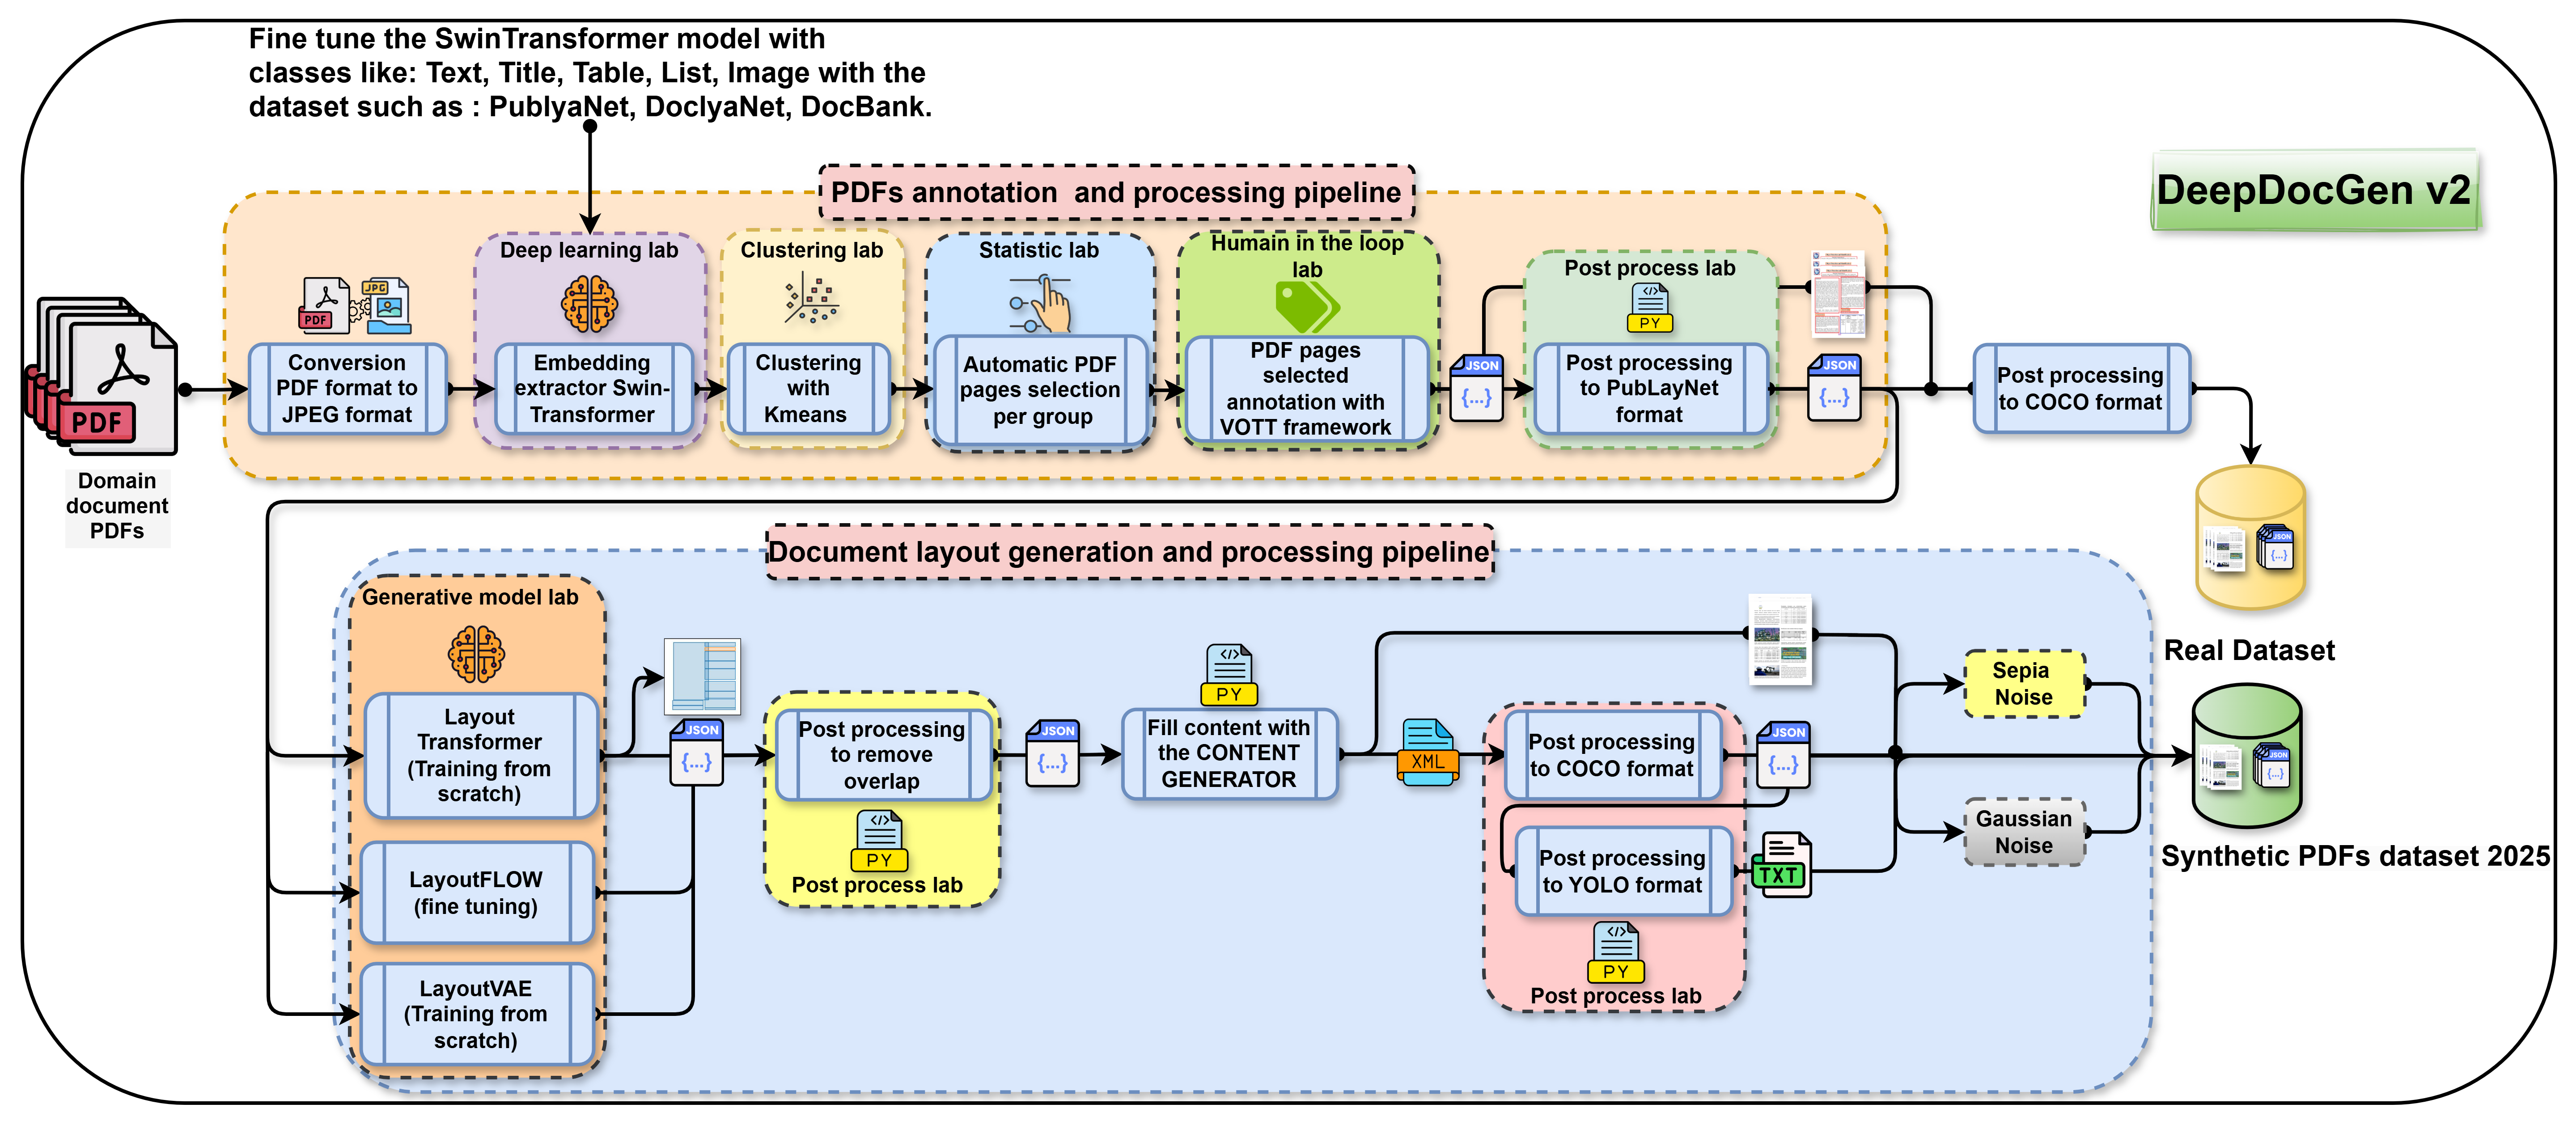 Fine tune the SwinTransformer model with
classes like: Text, Title, Table, List, Image with the
dataset such as : PublyaNet, DoclyaNet, DocBank.
PDFs annotation and processing pipeline
DeepDocGen v2
PDF
Domain
document
PDFs
PDF
JPG
Conversion
PDF format to
JPEG format
Deep learning lab
Embedding
extractor Swin-
Transformer
Clustering lab
Clustering
with
Kmeans
Statistic lab
Automatic PDF
pages selection
per group
Humain in the loop
lab
PDF pages
selected
annotation with
VOTT framework
JSON
{...}
Post process lab
</>
PY
Post processing
to PubLayNet
format
JSON
{...}
Post processing
to COCO format
JSON
{...}
Real Dataset
Document layout generation and processing pipeline
Generative model lab
Layout
Transformer
(Training from
scratch)
LayoutFLOW
(fine tuning)
LayoutVAE
(Training from
scratch)
JSON
{...}
Post processing
to remove
overlap
</>
PY
Post process lab
JSON
{...}
</>
PY
Fill content with
the CONTENT
GENERATOR
XML
Post processing
to COCO format
JSON
{...}
Post processing
to YOLO format
TXT
</>
PY
Post process lab
Sepia
Noise
Gaussian
Noise
JSON
{...}
Synthetic PDFs dataset 2025